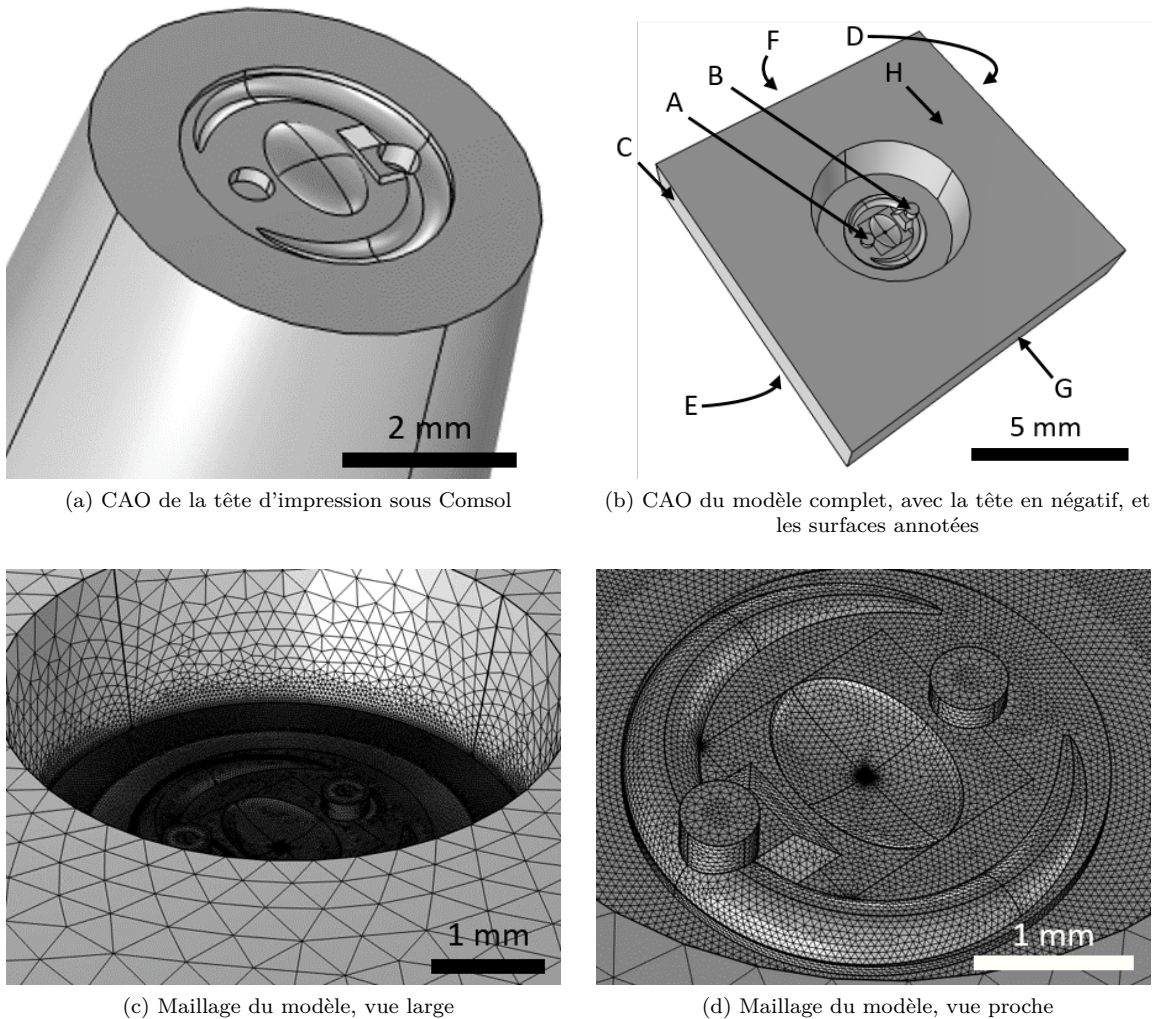 F
D
B
H
A
C
2 mm
E
G
5 mm
(a) CAO de la tête d'impression sous Comsol
(b) CAO du modèle complet, avec la tête en négatif, et
les surfaces annotées
1 mm
1 mm
(c) Maillage du modèle, vue large
(d) Maillage du modèle, vue proche